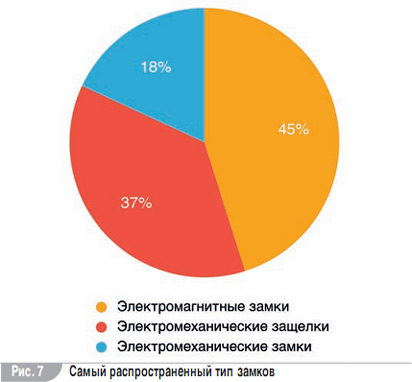 18%
45%
37%
Электромагнитные замки
Электромеханические защелки
Электромеханические замки
Рис. 7 Самый распространенный тип замков